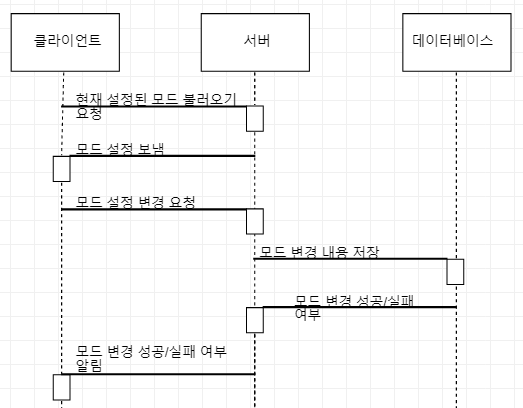 클라이언트
서버
데이터베이스
현재 설정된 모드 불러오기
요청
모드 설정 보냄
모드 설정 변경 요청
모드 변경 내용 저장
모드 변경 성공/실패
여부
모드 변경 성공/실패 여부
알림